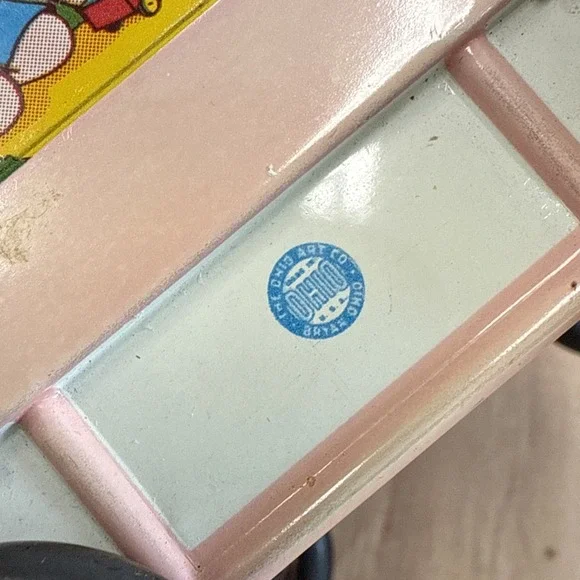 THE OHIO ART CO.
OHIO
U.S.A.
BRYAN OHIO